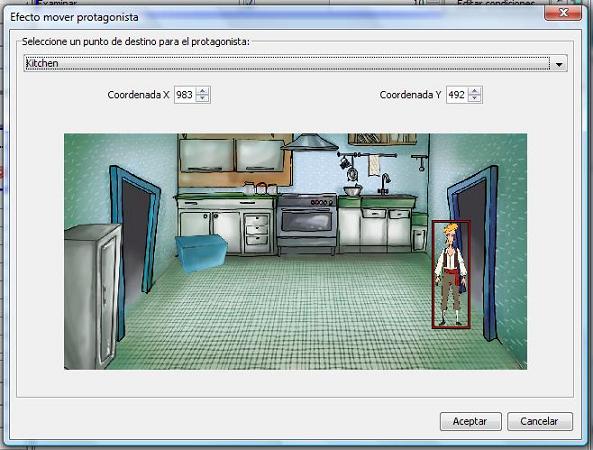 Examinar
10
Editar condiciones
Efecto mover protagonista
Seleccione un punto de destino para el protagonista:
Kitchen
Coordenada X 983 Coordenada Y 492
Aceptar Cancelar